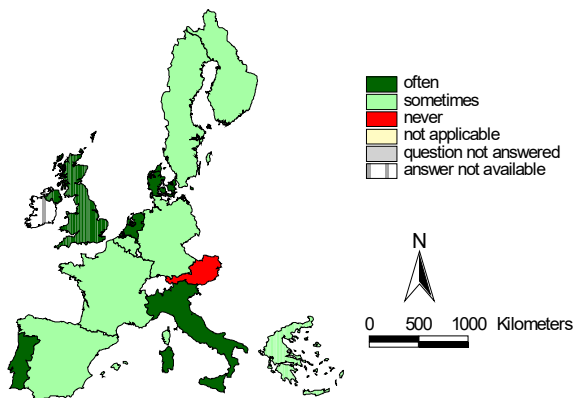 often
sometimes
never
not applicable
question not answered
answer not available
N
0 500 1000 Kilometers